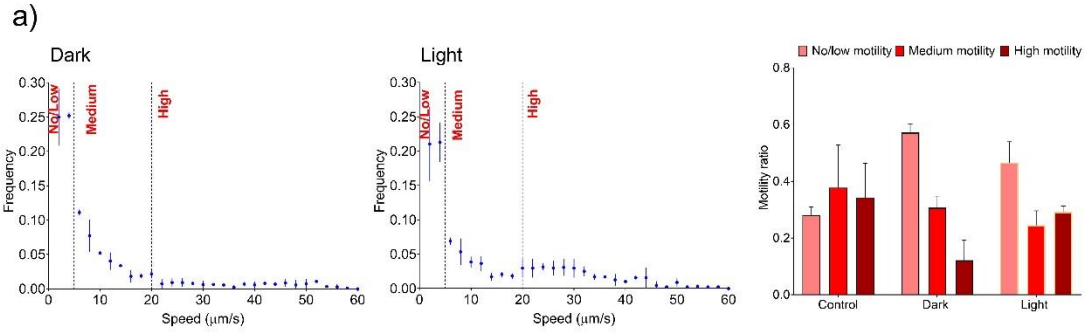 a)
Dark
0.30
0.25
0.20
0.15
0.10
0.05
0.00
Frequency
No/Low
Medium
High
0 10 20 30 40 50 60
Speed (μm/s)
Light
0.30
0.25
0.20
0.15
0.10
0.05
0.00
Frequency
No/Low
Medium
High
0 10 20 30 40 50 60
Speed (μm/s)
No/low motility Medium motility High motility
0.8
0.6
0.4
0.2
0.0
Motility ratio
Control Dark Light